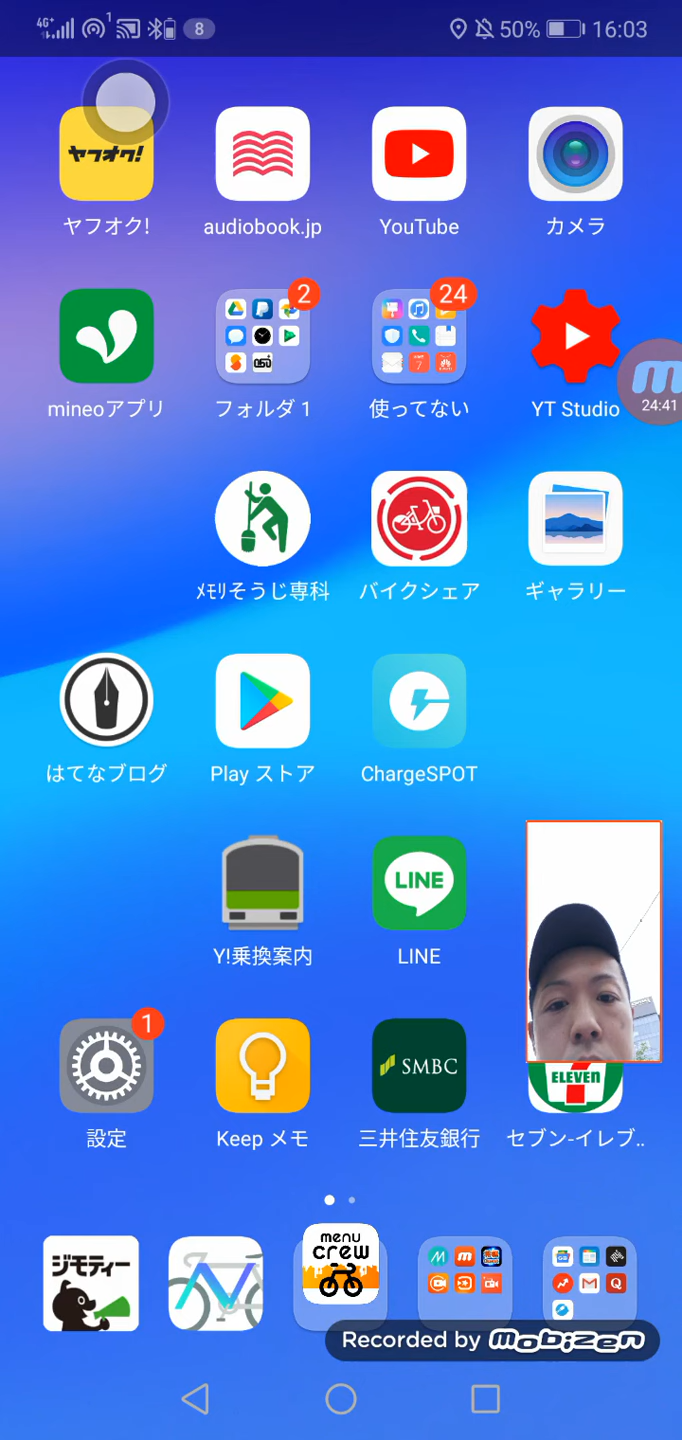 4G+ 1 8 50% 16:03
ヤフオク!
ヤフオク! audiobook.jp YouTube カメラ
2 24
24:41
mineoアプリ フォルダ 1 使ってない YT Studio
ﾒﾓﾘそうじ専科 バイクシェア ギャラリー
はてなブログ Play ストア ChargeSPOT
LINE
Y!乗換案内 LINE
1
SMBC
7
ELEVEN
設定 Keep メモ 三井住友銀行 セブン-イレブ..
ジモティー
menu
crew
Recorded by mobizen